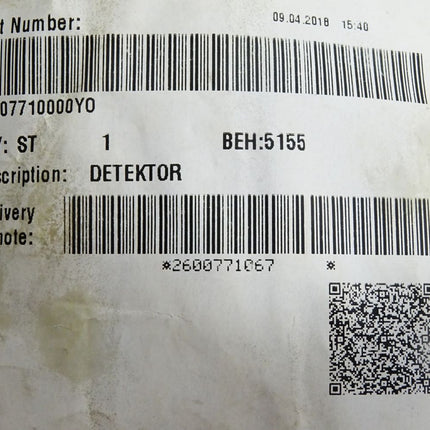 t Number: 09.04.2018 15:40
07710000YO
: ST 1 BEH:5155
scription: DETEKTOR
ivery
note:
*2600771067 *